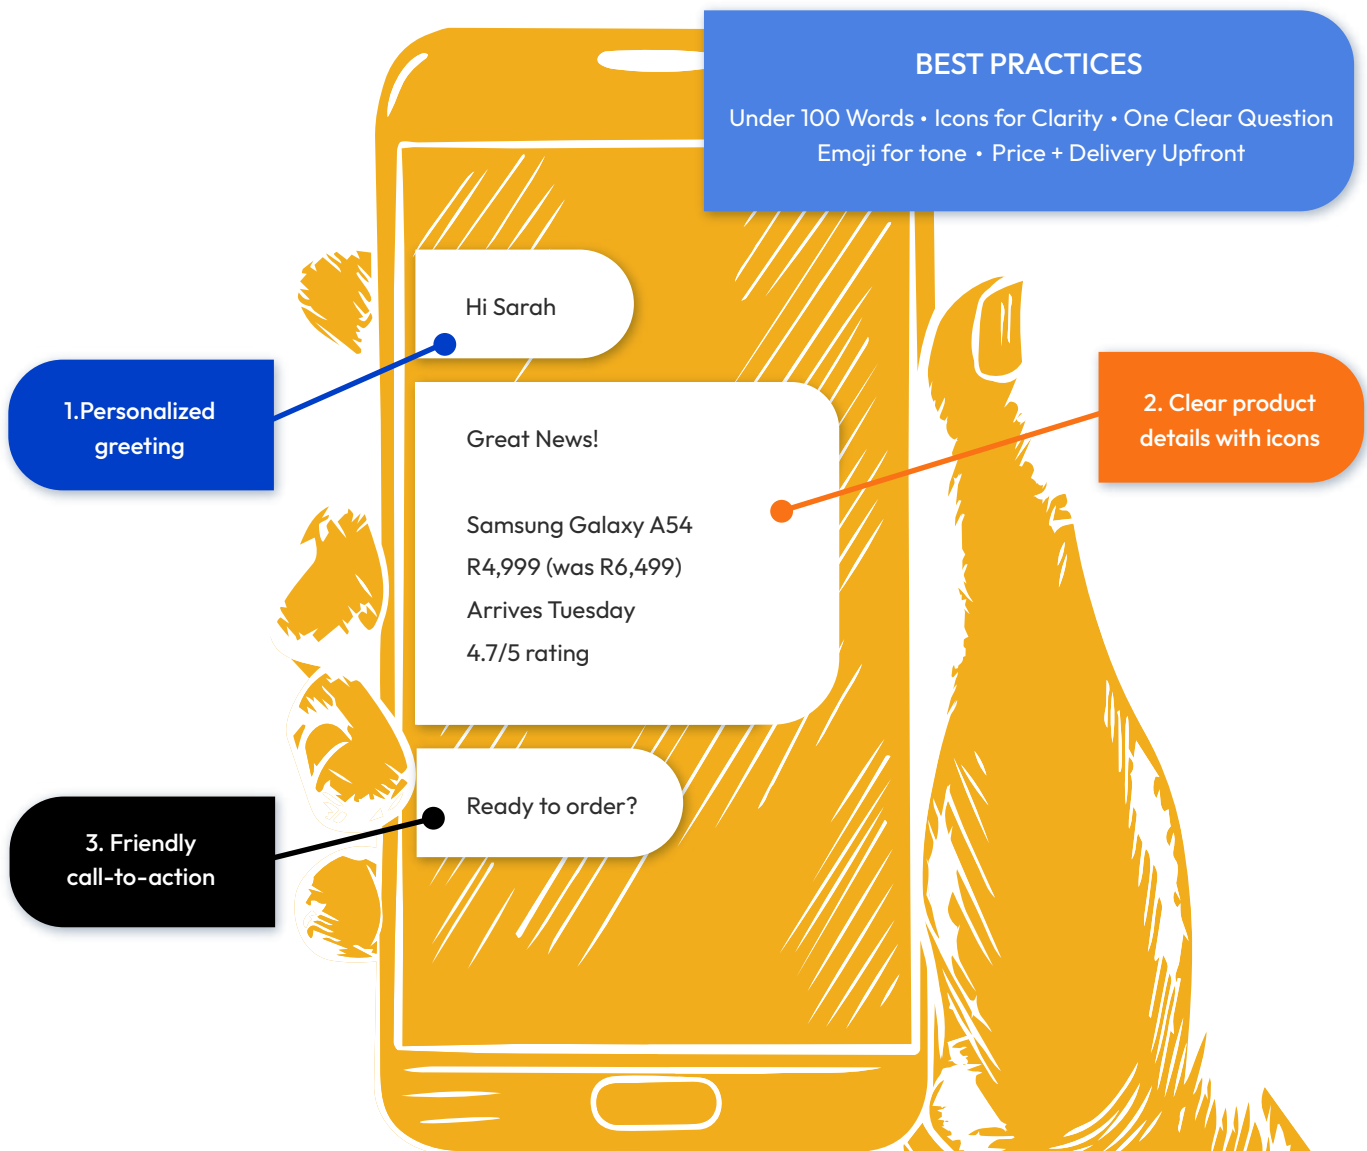 BEST PRACTICES
Under 100 Words • Icons for Clarity • One Clear Question
Emoji for tone • Price + Delivery Upfront
Hi Sarah
1.Personalized
greeting
2. Clear product
details with icons
Great News!
Samsung Galaxy A54
R4,999 (was R6,499)
Arrives Tuesday
4.7/5 rating
Ready to order?
3. Friendly
call-to-action